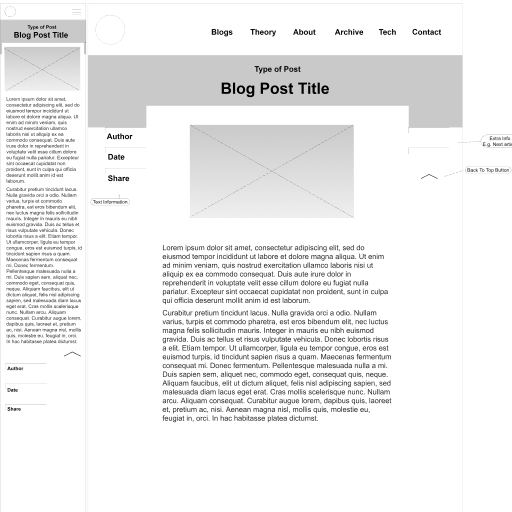 Type of Post
Blog Post Title
Lorem ipsum dolor sit amet,
consectetur adipiscing elit, sed do
eiusmod tempor incididunt ut
labore et dolore magna aliqua. Ut
enim ad minim veniam, quis
nostrud exercitation ullamco
laboris nisi ut aliquip ex ea
commodo consequat. Duis aute
irure dolor in reprehenderit in
voluptate velit esse cillum dolore
eu fugiat nulla pariatur. Excepteur
sint occaecat cupidatat non
proident, sunt in culpa qui officia
deserunt mollit anim id est
laborum.
Curabitur pretium tincidunt lacus.
Nulla gravida orci a odio. Nullam
varius, turpis et commodo
pharetra, est eros bibendum elit,
nec luctus magna felis sollicitudin
mauris. Integer in mauris eu nibh
euismod gravida. Duis ac tellus et
risus vulputate vehicula. Donec
lobortis risus a elit. Etiam tempor.
Ut ullamcorper, ligula eu tempor
congue, eros est euismod turpis, id
tincidunt sapien risus a quam.
Maecenas fermentum consequat
mi. Donec fermentum.
Pellentesque malesuada nulla a
mi. Duis sapien sem, aliquet nec,
commodo eget, consequat quis,
neque. Aliquam faucibus, elit ut
dictum aliquet, felis nisl adipiscing
sapien, sed malesuada diam lacus
eget erat. Cras mollis scelerisque
nunc. Nullam arcu. Aliquam
consequat. Curabitur augue lorem,
dapibus quis, laoreet et, pretium
ac, nisi. Aenean magna nisl, mollis
quis, molestie eu, feugiat in, orci.
In hac habitasse platea dictumst.
Author
Date
Share
Blogs Theory About Archive Tech Contact
Type of Post
Blog Post Title
Author
Date
Share
Text Information
Extra Info
E.g. Next
Back To Top Button
Lorem ipsum dolor sit amet, consectetur adipiscing elit, sed do
eiusmod tempor incididunt ut labore et dolore magna aliqua. Ut enim
ad minim veniam, quis nostrud exercitation ullamco laboris nisi ut
aliquip ex ea commodo consequat. Duis aute irure dolor in
reprehenderit in voluptate velit esse cillum dolore eu fugiat nulla
pariatur. Excepteur sint occaecat cupidatat non proident, sunt in culpa
qui officia deserunt mollit anim id est laborum.
Curabitur pretium tincidunt lacus. Nulla gravida orci a odio. Nullam
varius, turpis et commodo pharetra, est eros bibendum elit, nec luctus
magna felis sollicitudin mauris. Integer in mauris eu nibh euismod
gravida. Duis ac tellus et risus vulputate vehicula. Donec lobortis risus
a elit. Etiam tempor. Ut ullamcorper, ligula eu tempor congue, eros est
euismod turpis, id tincidunt sapien risus a quam. Maecenas fermentum
consequat mi. Donec fermentum. Pellentesque malesuada nulla a mi.
Duis sapien sem, aliquet nec, commodo eget, consequat quis, neque.
Aliquam faucibus, elit ut dictum aliquet, felis nisl adipiscing sapien, sed
malesuada diam lacus eget erat. Cras mollis scelerisque nunc. Nullam
arcu. Aliquam consequat. Curabitur augue lorem, dapibus quis, laoreet
et, pretium ac, nisi. Aenean magna nisl, mollis quis, molestie eu,
feugiat in, orci. In hac habitasse platea dictumst.